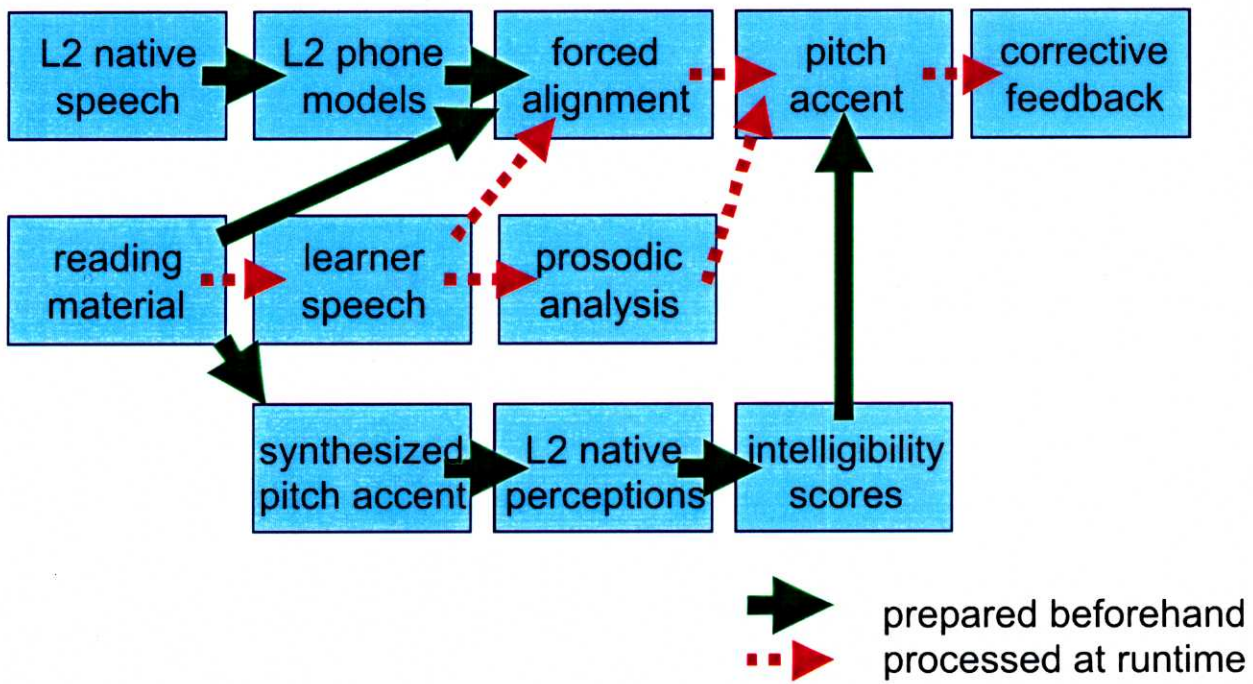 L2 native
speech
L2 phone
models
forced
alignment
pitch
accent
corrective
feedback
reading
material
learner
speech
prosodic
analysis
synthesized
pitch accent
L2 native
perceptions
intelligibility
scores
prepared beforehand
processed at runtime